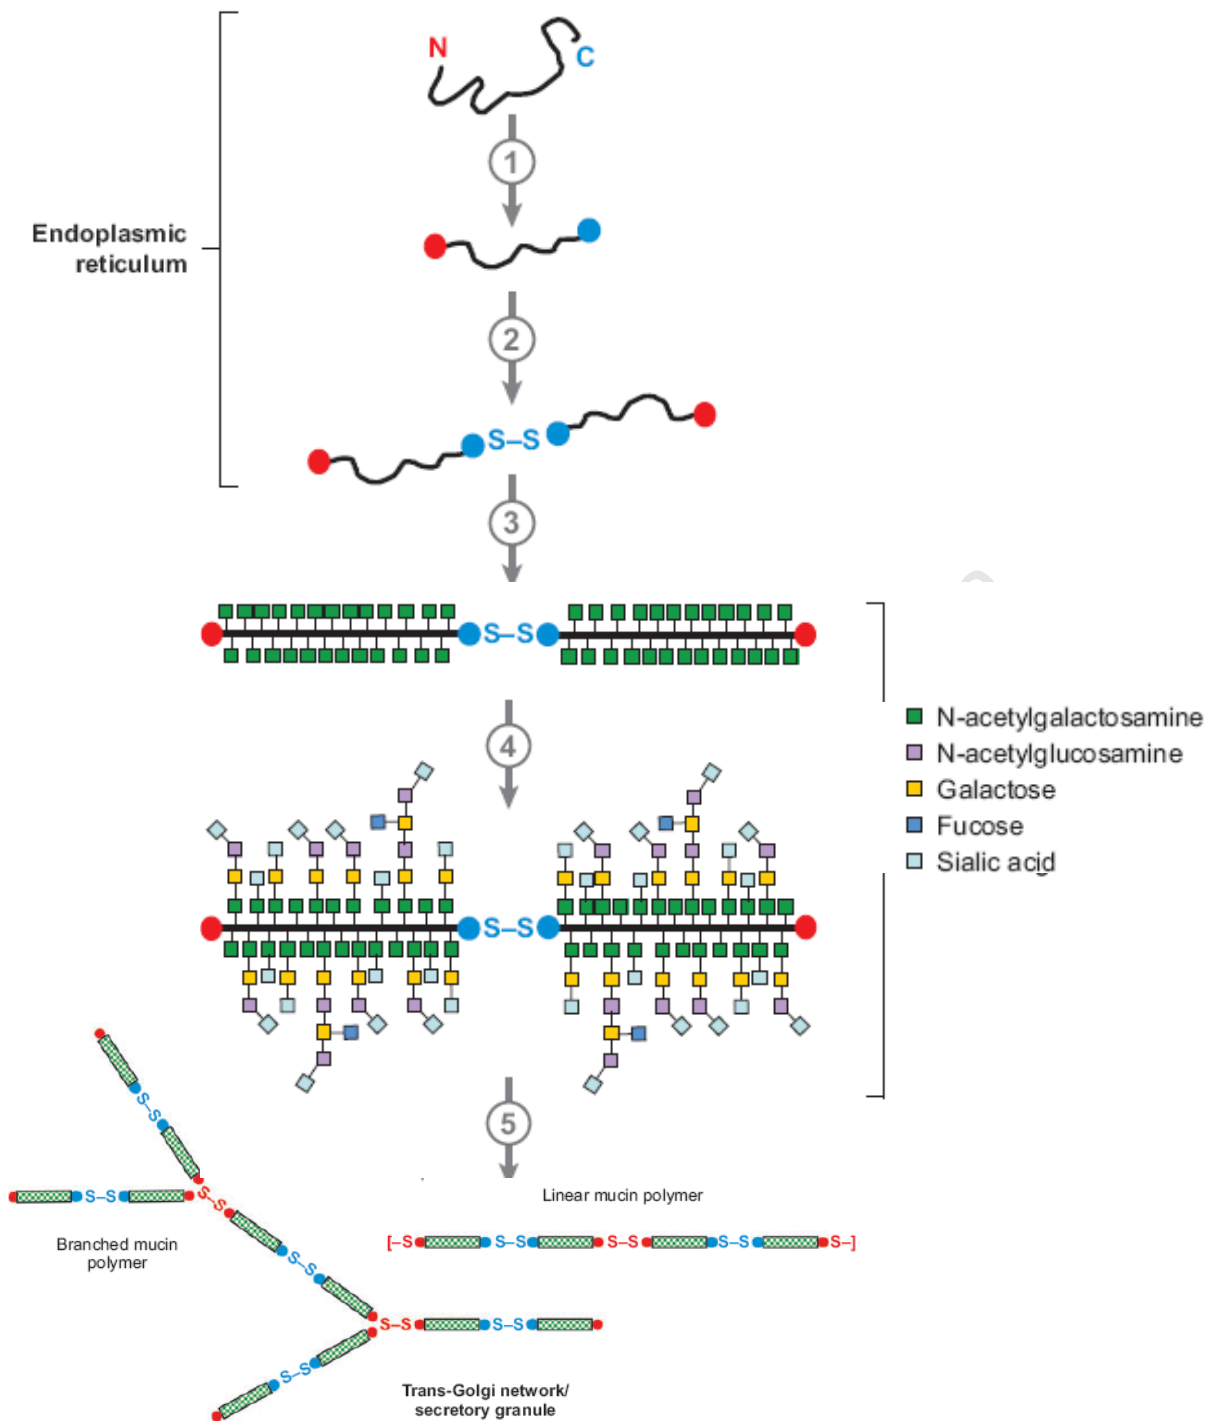 N
C
1
Endoplasmic
reticulum
2
S–S
3
S–S
N-acetylgalactosamine
4
N-acetylglucosamine
Galactose
Fucose
Sialic acid
S–S
5
S–S
Linear mucin polymer
S–S
S–S
Branched mucin
polymer
[–S
S–S
S–S
S–S
S–]
S–S
S–S
S–S
S–S
Trans-Golgi network/
secretory granule